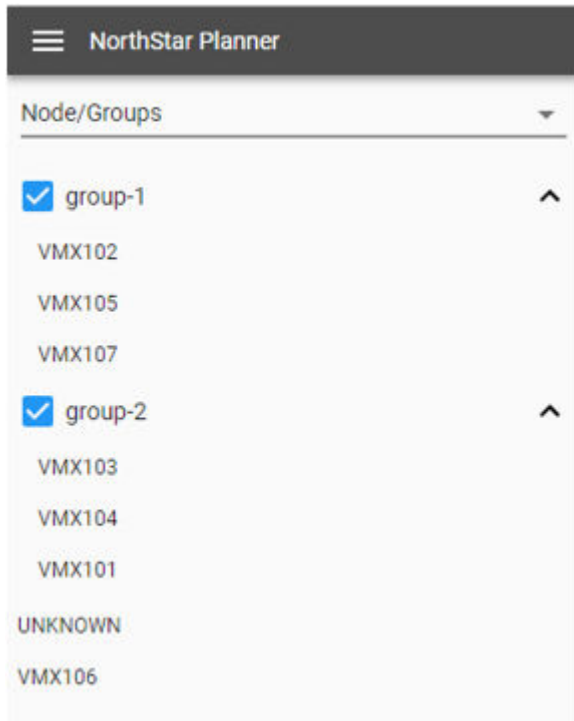 NorthStar Planner
Node/Groups
group-1
VMX102
VMX105
VMX107
group-2
VMX103
VMX104
VMX101
UNKNOWN
VMX106